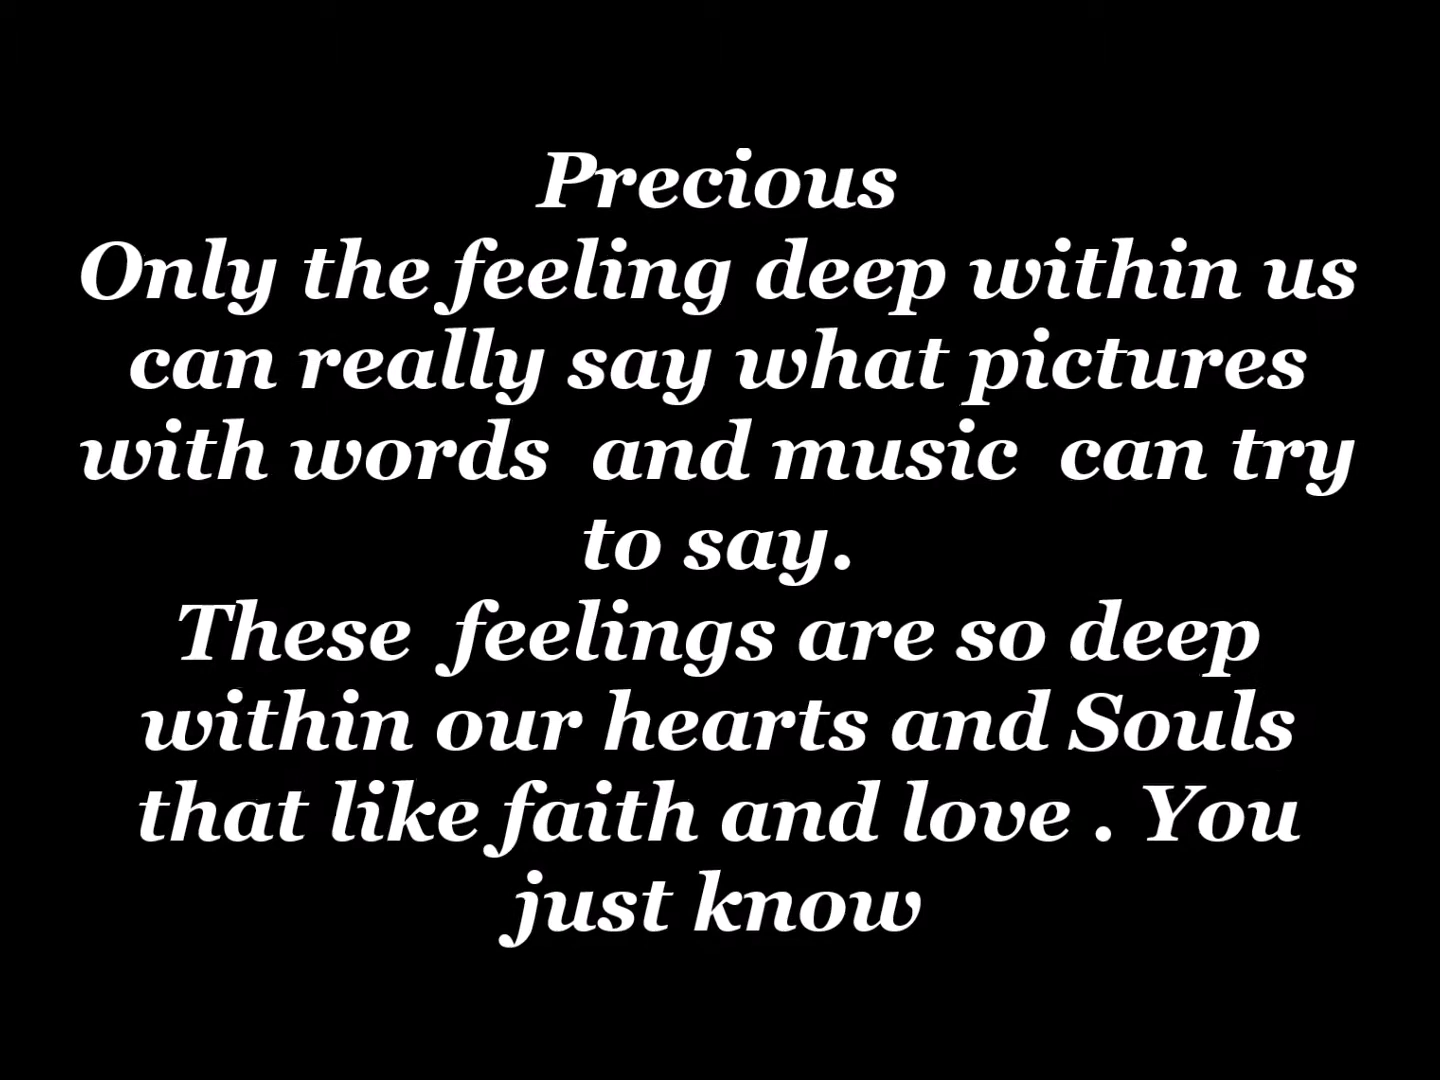 Precious
Only the feeling deep within us
can really say what pictures
with words  and music  can try
to say.
These  feelings are so deep
within our hearts and Souls
that like faith and love . You
just know